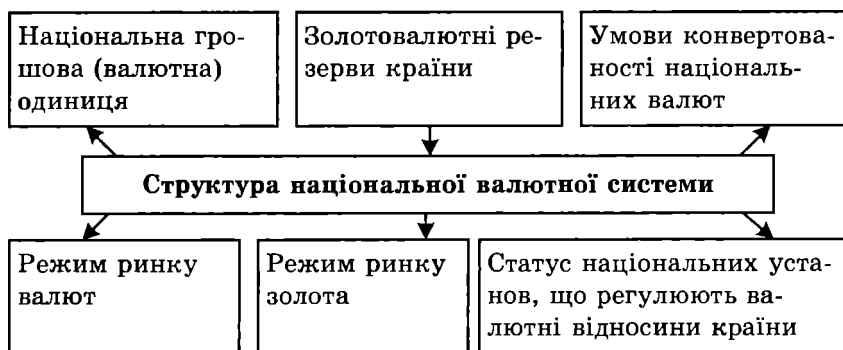 Національна гро-
шова (валютна)
одиниця
Золотовалютні ре-
зерви країни
Умови конвертова-
ності національ-
них валют
Структура національної валютної системи
Режим ринку
валют
Режим ринку
золота
Статус національних уста-
нов, що регулюють ва-
лютні відносини країни